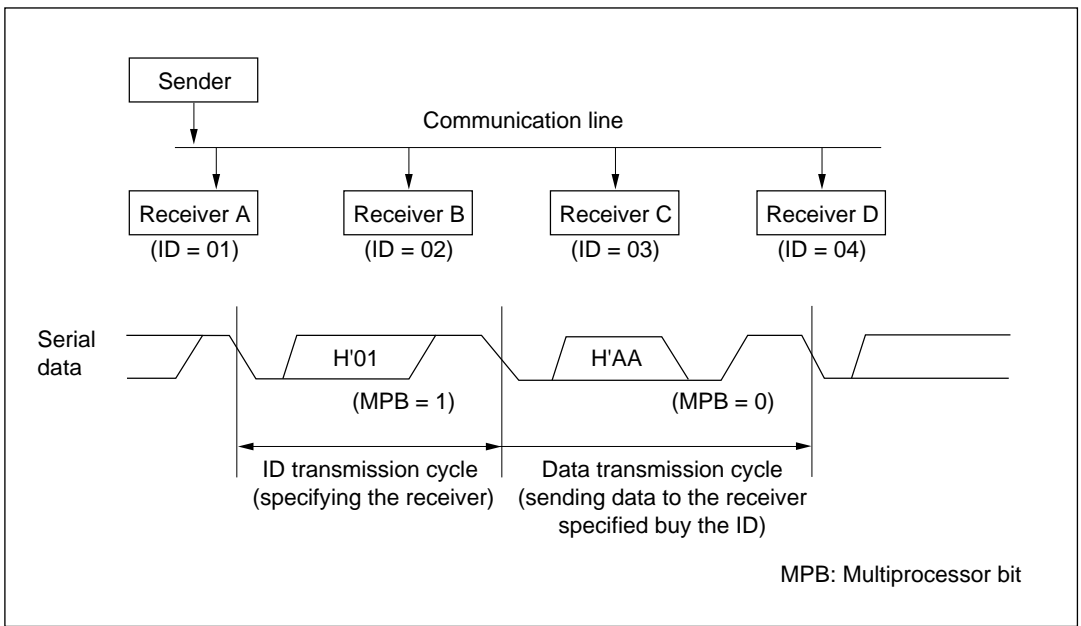 Sender
Communication line
Receiver A
Receiver B
Receiver C
Receiver D
(ID = 01)
(ID = 02)
(ID = 03)
(ID = 04)
Serial
data
H'01
H'AA
(MPB = 1)
(MPB = 0)
ID transmission cycle
(specifying the receiver)
Data transmission cycle
(sending data to the receiver
specified buy the ID)
MPB: Multiprocessor bit